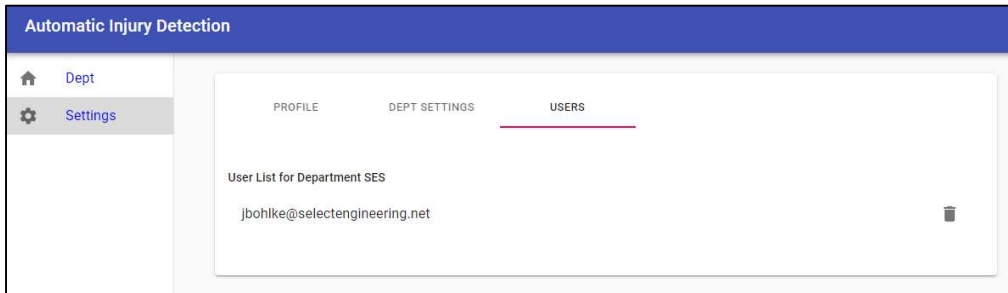 Automatic Injury Detection
Dept
Settings
PROFILE DEPT SETTINGS USERS
User List for Department SES
jbohlke@selectengineering.net